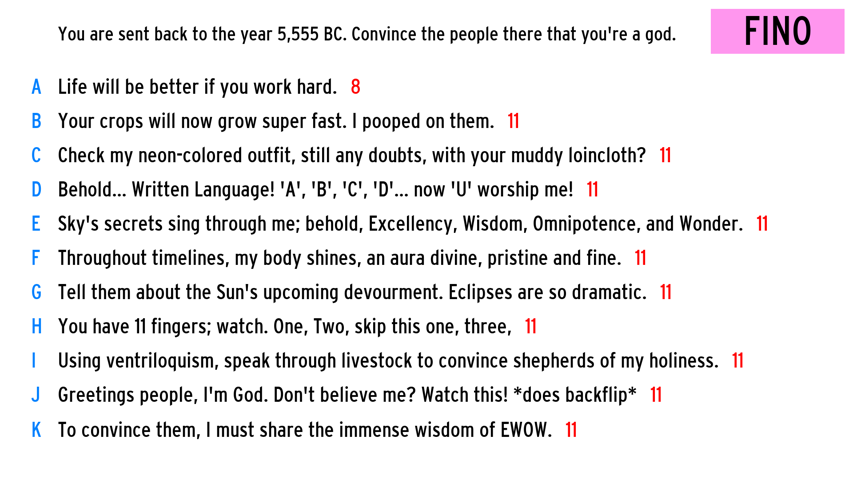 You are sent back to the year 5,555 BC. Convince the people there that you're a god.
FINO
A Life will be better if you work hard. 8
B Your crops will now grow super fast. I pooped on them. 11
C Check my neon-colored outfit, still any doubts, with your muddy loincloth? 11
D Behold... Written Language! 'A', 'B', 'C', 'D'... now 'U' worship me! 11
E Sky's secrets sing through me; behold, Excellency, Wisdom, Omnipotence, and Wonder. 11
F Throughout timelines, my body shines, an aura divine, pristine and fine. 11
G Tell them about the Sun's upcoming devourment. Eclipses are so dramatic. 11
H You have 11 fingers; watch. One, Two, skip this one, three, 11
I Using ventriloquism, speak through livestock to convince shepherds of my holiness. 11
J Greetings people, I'm God. Don't believe me? Watch this! *does backflip* 11
K To convince them, I must share the immense wisdom of EWOW. 11